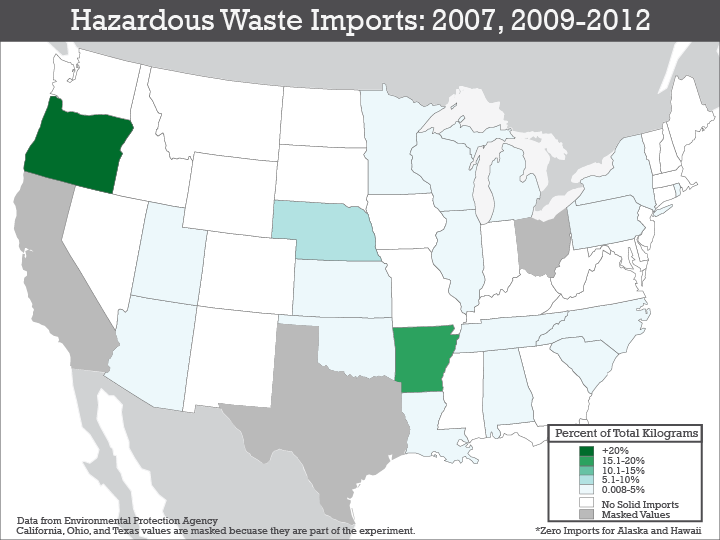 Hazardous Waste Imports: 2007, 2009-2012
Percent of Total Kilograms
+20%
15.1-20%
10.1-15%
5.1-10%
0.008-5%
No Solid Imports
Masked Values
Data from Environmental Protection Agency
California, Ohio, and Texas values are masked becuase they are part of the experiment.
*Zero Imports for Alaska and Hawaii